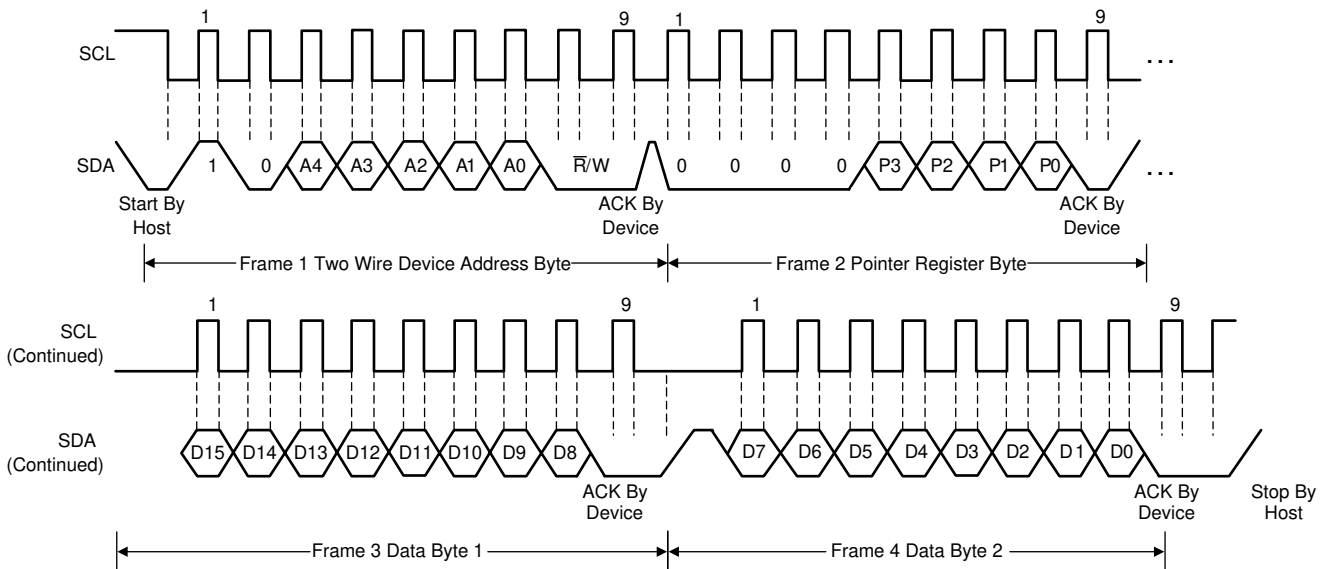 1 9 1 9
SCL ...
SDA 1 0 A4 A3 A2 A1 A0 R̅/W 0 0 0 0 P3 P2 P1 P0 ...
Start By Host
ACK By Device
ACK By Device
Frame 1 Two Wire Device Address Byte
Frame 2 Pointer Register Byte
1 9 1 9
SCL (Continued)
SDA (Continued)
D15 D14 D13 D12 D11 D10 D9 D8 D7 D6 D5 D4 D3 D2 D1 D0
ACK By Device
ACK By Device
Stop By Host
Frame 3 Data Byte 1
Frame 4 Data Byte 2